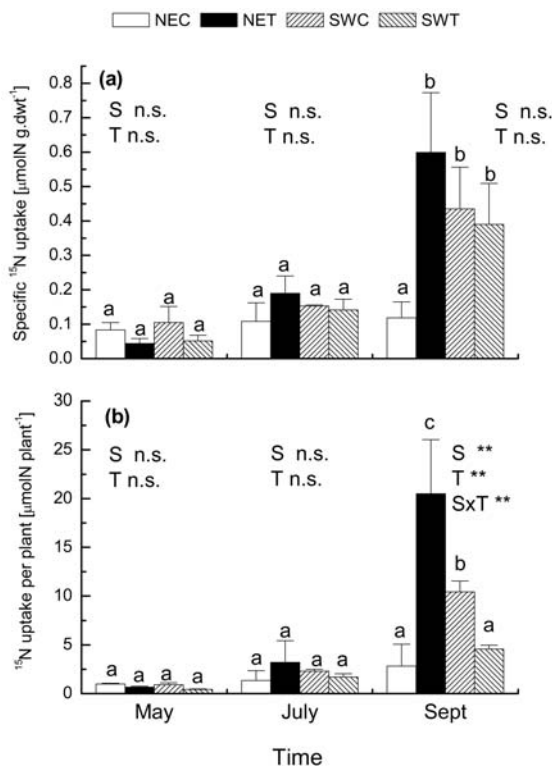 NEC NET SWC SWT
(a)
Specific ¹⁵N uptake [µmolN g.dwt⁻¹]
0.8
0.7
0.6
0.5
0.4
0.3
0.2
0.1
0.0
S n.s.
T n.s.
S n.s.
T n.s.
S n.s.
T n.s.
a a a a
a a a a
a b b b
(b)
¹⁵N uptake per plant [µmolN plant⁻¹]
30
25
20
15
10
5
0
S n.s.
T n.s.
S n.s.
T n.s.
S **
T **
SxT **
a a a a
a a a a
a c b a
May July Sept
Time